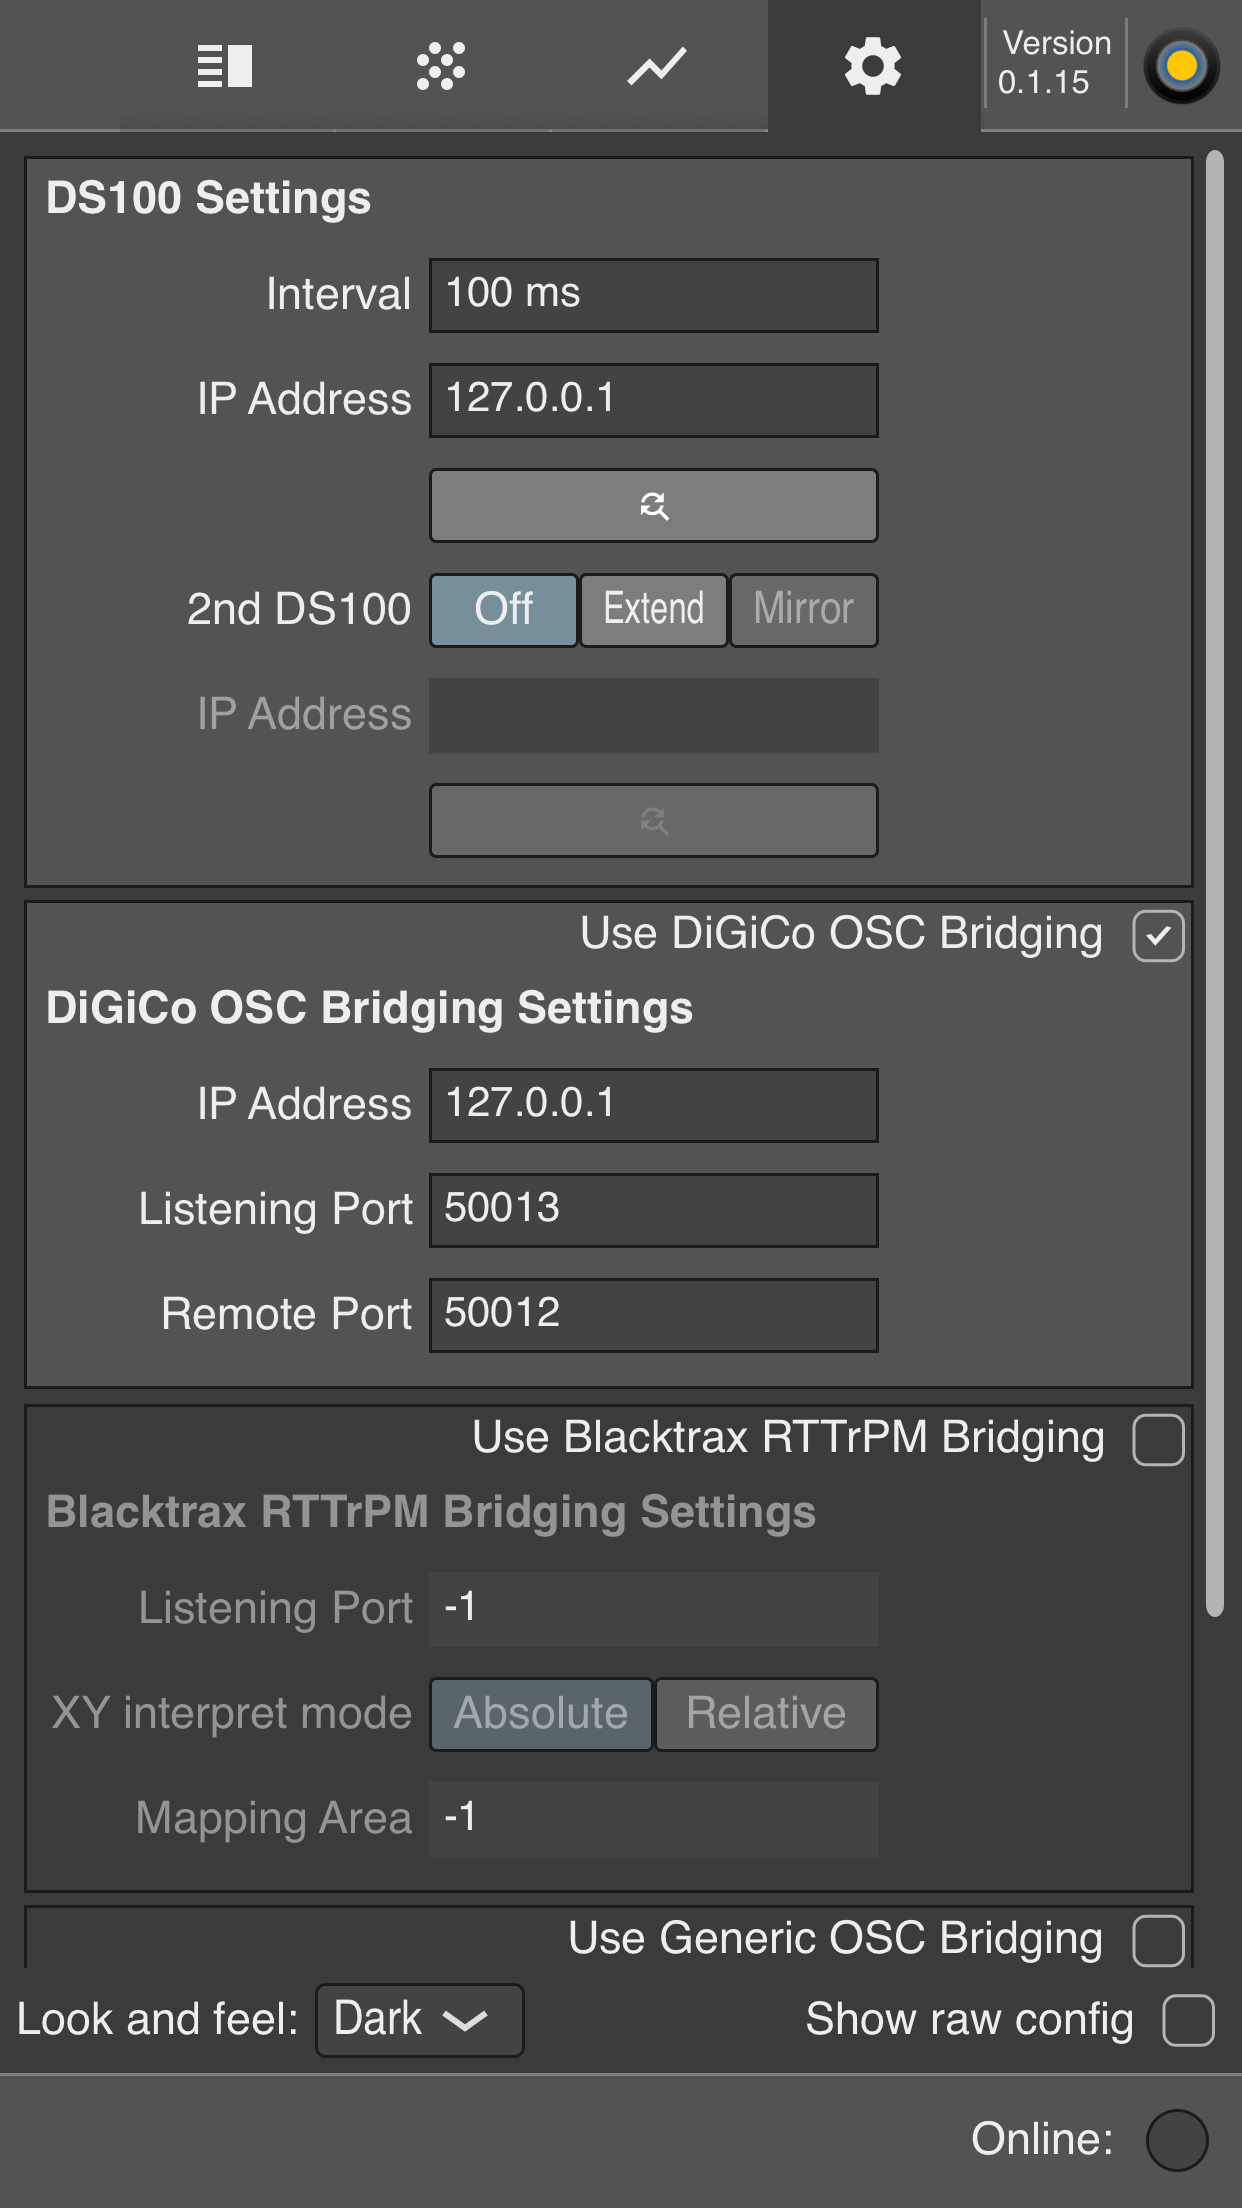 Version
0.1.15
DS100 Settings
Interval 100 ms
IP Address 127.0.0.1
2nd DS100 Off Extend Mirror
IP Address
Use DiGiCo OSC Bridging
DiGiCo OSC Bridging Settings
IP Address 127.0.0.1
Listening Port 50013
Remote Port 50012
Use Blacktrax RTTrPM Bridging
Blacktrax RTTrPM Bridging Settings
Listening Port -1
XY interpret mode Absolute Relative
Mapping Area -1
Use Generic OSC Bridging
Look and feel: Dark Show raw config
Online: